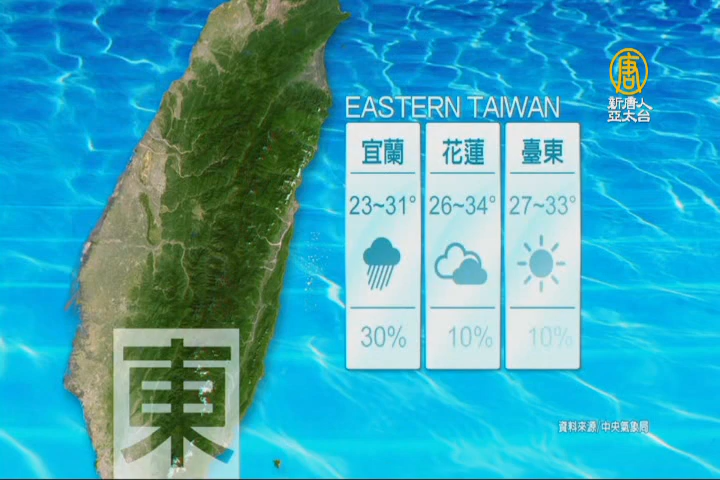 唐
新唐人
亞太台
EASTERN TAIWAN
宜蘭 花蓮 臺東
23~31° 26~34° 27~33°
30% 10% 10%
東
資料來源/中央氣象局